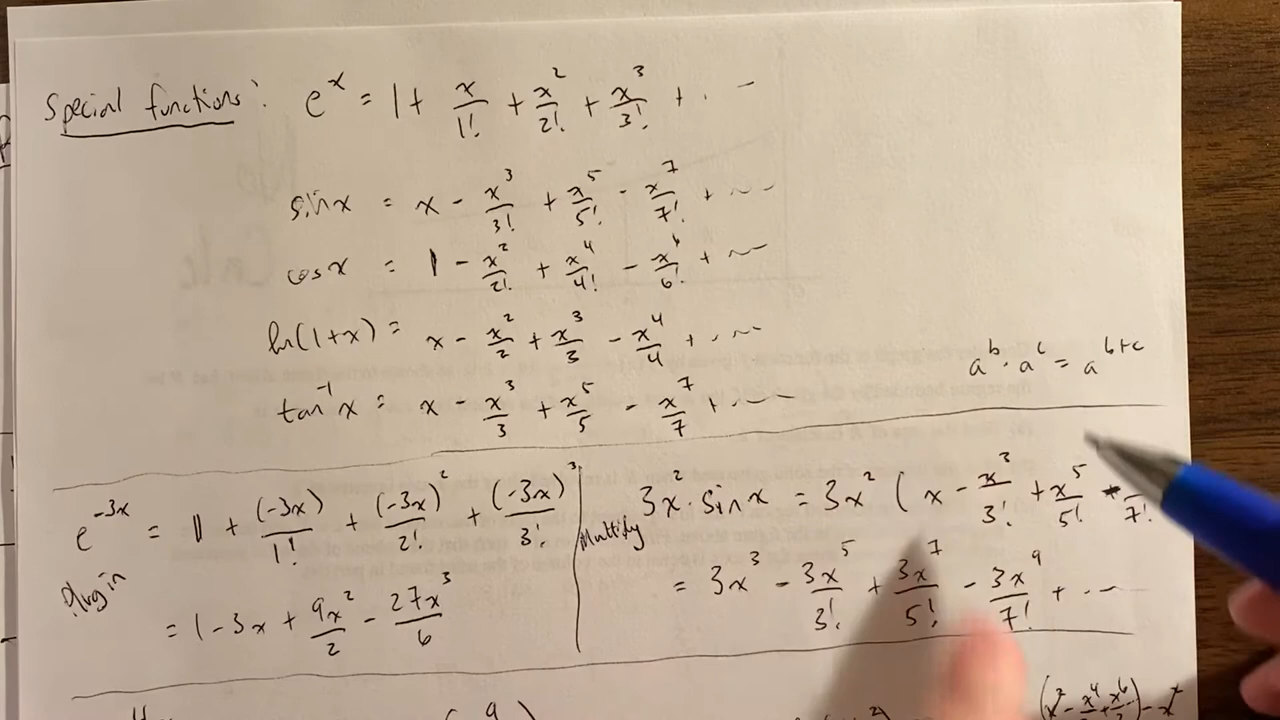 Special functions: e^x = 1 + x/1! + x^2/2! + x^3/3! + ...
sin x = x - x^3/3! + x^5/5! - x^7/7! + ...
cos x = 1 - x^2/2! + x^4/4! - x^6/6! + ...
ln(1+x) = x - x^2/2 + x^3/3 - x^4/4 + ...
tan^-1 x = x - x^3/3 + x^5/5 - x^7/7 + ...
a^b · a^c = a^(b+c)
e^-3x = 1 + (-3x)/1! + (-3x)^2/2! + (-3x)^3/3!
Plug in
= 1 - 3x + 9x^2/2 - 27x^3/6
Multiply
3x^2 · sin x = 3x^2 ( x - x^3/3! + x^5/5! - /7!
= 3x^3 - 3x^5/3! + 3x^7/5! - 3x^9/7! + ...